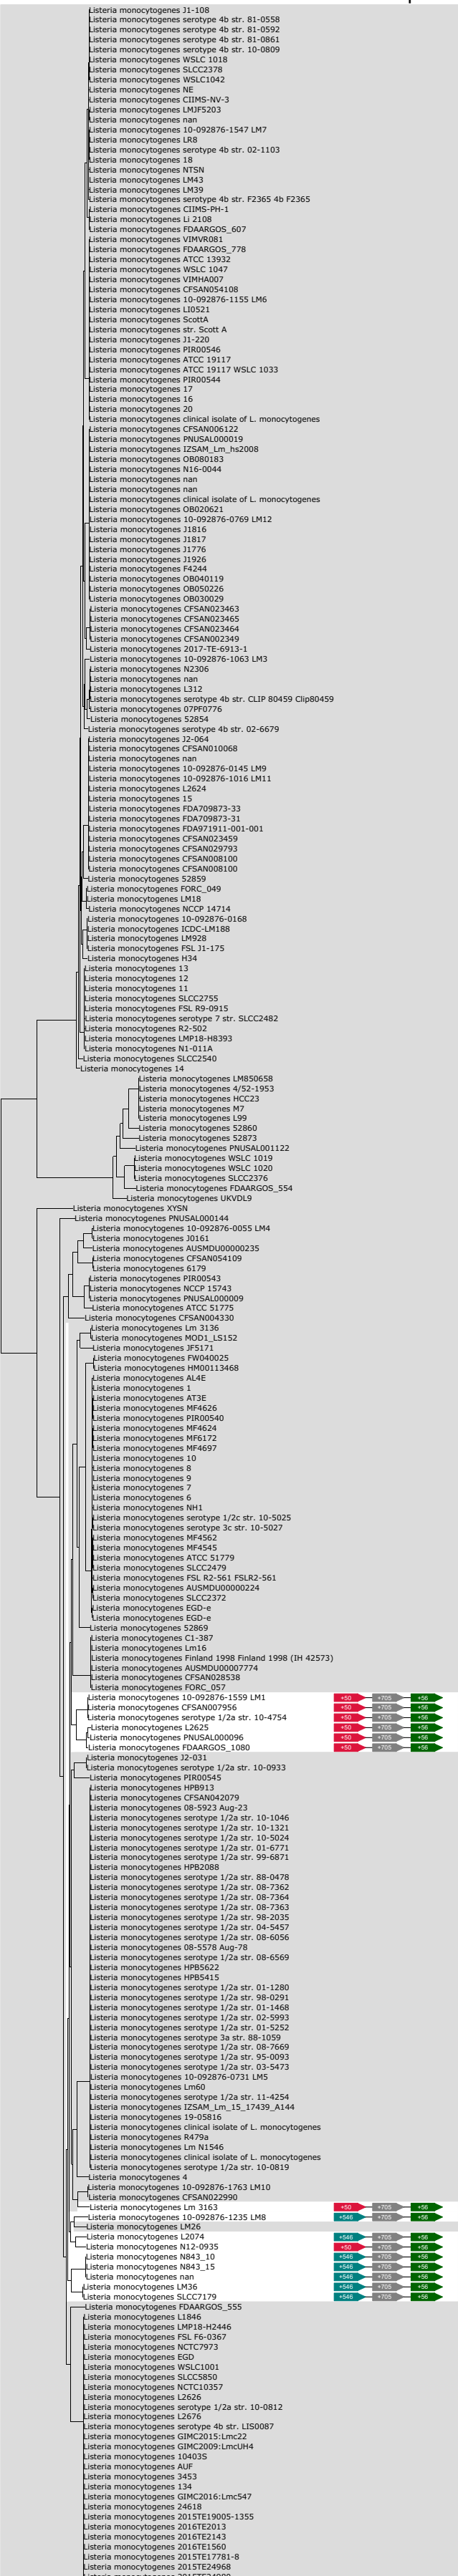 Listeria monocytogenes J1-108
Listeria monocytogenes serotype 4b str. 81-0558
Listeria monocytogenes serotype 4b str. 81-0592
Listeria monocytogenes serotype 4b str. 81-0861
Listeria monocytogenes serotype 4b str. 10-0809
Listeria monocytogenes WSLC 1018
Listeria monocytogenes SLCC2378
Listeria monocytogenes WSLC1042
Listeria monocytogenes NE
Listeria monocytogenes CIIMS-NV-3
Listeria monocytogenes LMJF5203
Listeria monocytogenes nan
Listeria monocytogenes 10-092876-1547 LM7
Listeria monocytogenes LR8
Listeria monocytogenes serotype 4b str. 02-1103
Listeria monocytogenes 18
Listeria monocytogenes NTSN
Listeria monocytogenes LM43
Listeria monocytogenes LM39
Listeria monocytogenes serotype 4b str. F2365 4b F2365
Listeria monocytogenes CIIMS-PH-1
Listeria monocytogenes Li 2108
Listeria monocytogenes FDAARGOS_607
Listeria monocytogenes VIMVR081
Listeria monocytogenes FDAARGOS_778
Listeria monocytogenes ATCC 13932
Listeria monocytogenes WSLC 1047
Listeria monocytogenes VIMHA007
Listeria monocytogenes CFSAN054108
Listeria monocytogenes 10-092876-1155 LM6
Listeria monocytogenes LI0521
Listeria monocytogenes ScottA
Listeria monocytogenes str. Scott A
Listeria monocytogenes J1-220
Listeria monocytogenes PIR00546
Listeria monocytogenes ATCC 19117
Listeria monocytogenes ATCC 19117 WSLC 1033
Listeria monocytogenes PIR00544
Listeria monocytogenes 17
Listeria monocytogenes 16
Listeria monocytogenes 20
Listeria monocytogenes clinical isolate of L. monocytogenes
Listeria monocytogenes CFSAN006122
Listeria monocytogenes PNUSAL000019
Listeria monocytogenes IZSAM_Lm_hs2008
Listeria monocytogenes OB080183
Listeria monocytogenes N16-0044
Listeria monocytogenes nan
Listeria monocytogenes nan
Listeria monocytogenes clinical isolate of L. monocytogenes
Listeria monocytogenes OB020621
Listeria monocytogenes 10-092876-0769 LM12
Listeria monocytogenes J1816
Listeria monocytogenes J1817
Listeria monocytogenes J1776
Listeria monocytogenes J1926
Listeria monocytogenes F4244
Listeria monocytogenes OB040119
Listeria monocytogenes OB050226
Listeria monocytogenes OB030029
Listeria monocytogenes CFSAN023463
Listeria monocytogenes CFSAN023465
Listeria monocytogenes CFSAN023464
Listeria monocytogenes CFSAN002349
Listeria monocytogenes 2017-TE-6913-1
Listeria monocytogenes 10-092876-1063 LM3
Listeria monocytogenes N2306
Listeria monocytogenes nan
Listeria monocytogenes L312
Listeria monocytogenes serotype 4b str. CLIP 80459 Clip80459
Listeria monocytogenes 07PF0776
Listeria monocytogenes 52854
Listeria monocytogenes serotype 4b str. 02-6679
Listeria monocytogenes J2-064
Listeria monocytogenes CFSAN010068
Listeria monocytogenes nan
Listeria monocytogenes 10-092876-0145 LM9
Listeria monocytogenes 10-092876-1016 LM11
Listeria monocytogenes L2624
Listeria monocytogenes 15
Listeria monocytogenes FDA709873-33
Listeria monocytogenes FDA709873-31
Listeria monocytogenes FDA971911-001-001
Listeria monocytogenes CFSAN023459
Listeria monocytogenes CFSAN029793
Listeria monocytogenes CFSAN008100
Listeria monocytogenes CFSAN008100
Listeria monocytogenes 52859
Listeria monocytogenes FORC_049
Listeria monocytogenes LM18
Listeria monocytogenes NCCP 14714
Listeria monocytogenes 10-092876-0168
Listeria monocytogenes ICDC-LM188
Listeria monocytogenes LM928
Listeria monocytogenes FSL J1-175
Listeria monocytogenes H34
Listeria monocytogenes 13
Listeria monocytogenes 12
Listeria monocytogenes 11
Listeria monocytogenes SLCC2755
Listeria monocytogenes FSL R9-0915
Listeria monocytogenes serotype 7 str. SLCC2482
Listeria monocytogenes R2-502
Listeria monocytogenes LMP18-H8393
Listeria monocytogenes N1-011A
Listeria monocytogenes SLCC2540
Listeria monocytogenes 14
Listeria monocytogenes LM850658
Listeria monocytogenes 4/52-1953
Listeria monocytogenes HCC23
Listeria monocytogenes M7
Listeria monocytogenes L99
Listeria monocytogenes 52860
Listeria monocytogenes 52873
Listeria monocytogenes PNUSAL001122
Listeria monocytogenes WSLC 1019
Listeria monocytogenes WSLC 1020
Listeria monocytogenes SLCC2376
Listeria monocytogenes FDAARGOS_554
Listeria monocytogenes UKVDL9
Listeria monocytogenes XYSN
Listeria monocytogenes PNUSAL000144
Listeria monocytogenes 10-092876-0055 LM4
Listeria monocytogenes J0161
Listeria monocytogenes AUSMDU00000235
Listeria monocytogenes CFSAN054109
Listeria monocytogenes 6179
Listeria monocytogenes PIR00543
Listeria monocytogenes NCCP 15743
Listeria monocytogenes PNUSAL000009
Listeria monocytogenes ATCC 51775
Listeria monocytogenes CFSAN004330
Listeria monocytogenes Lm 3136
Listeria monocytogenes MOD1_LS152
Listeria monocytogenes JF5171
Listeria monocytogenes FW040025
Listeria monocytogenes HM00113468
Listeria monocytogenes AL4E
Listeria monocytogenes 1
Listeria monocytogenes AT3E
Listeria monocytogenes MF4626
Listeria monocytogenes PIR00540
Listeria monocytogenes MF4624
Listeria monocytogenes MF6172
Listeria monocytogenes MF4697
Listeria monocytogenes 10
Listeria monocytogenes 8
Listeria monocytogenes 9
Listeria monocytogenes 7
Listeria monocytogenes 6
Listeria monocytogenes NH1
Listeria monocytogenes serotype 1/2c str. 10-5025
Listeria monocytogenes serotype 3c str. 10-5027
Listeria monocytogenes MF4562
Listeria monocytogenes MF4545
Listeria monocytogenes ATCC 51779
Listeria monocytogenes SLCC2479
Listeria monocytogenes FSL R2-561 FSLR2-561
Listeria monocytogenes AUSMDU00000224
Listeria monocytogenes SLCC2372
Listeria monocytogenes EGD-e
Listeria monocytogenes EGD-e
Listeria monocytogenes 52869
Listeria monocytogenes C1-387
Listeria monocytogenes Lm16
Listeria monocytogenes Finland 1998 Finland 1998 (IH 42573)
Listeria monocytogenes AUSMDU00007774
Listeria monocytogenes CFSAN028538
Listeria monocytogenes FORC_057
Listeria monocytogenes 10-092876-1559 LM1 +50 +705 +56
Listeria monocytogenes CFSAN007956 +50 +705 +56
Listeria monocytogenes serotype 1/2a str. 10-4754 +50 +705 +56
Listeria monocytogenes L2625 +50 +705 +56
Listeria monocytogenes PNUSAL000096 +50 +705 +56
Listeria monocytogenes FDAARGOS_1080 +50 +705 +56
Listeria monocytogenes J2-031
Listeria monocytogenes serotype 1/2a str. 10-0933
Listeria monocytogenes PIR00545
Listeria monocytogenes HPB913
Listeria monocytogenes CFSAN042079
Listeria monocytogenes 08-5923 Aug-23
Listeria monocytogenes serotype 1/2a str. 10-1046
Listeria monocytogenes serotype 1/2a str. 10-1321
Listeria monocytogenes serotype 1/2a str. 10-5024
Listeria monocytogenes serotype 1/2a str. 01-6771
Listeria monocytogenes serotype 1/2a str. 99-6871
Listeria monocytogenes HPB2088
Listeria monocytogenes serotype 1/2a str. 88-0478
Listeria monocytogenes serotype 1/2a str. 08-7362
Listeria monocytogenes serotype 1/2a str. 08-7364
Listeria monocytogenes serotype 1/2a str. 08-7363
Listeria monocytogenes serotype 1/2a str. 98-2035
Listeria monocytogenes serotype 1/2a str. 04-5457
Listeria monocytogenes serotype 1/2a str. 08-6056
Listeria monocytogenes 08-5578 Aug-78
Listeria monocytogenes serotype 1/2a str. 08-6569
Listeria monocytogenes HPB5622
Listeria monocytogenes HPB5415
Listeria monocytogenes serotype 1/2a str. 01-1280
Listeria monocytogenes serotype 1/2a str. 98-0291
Listeria monocytogenes serotype 1/2a str. 01-1468
Listeria monocytogenes serotype 1/2a str. 02-5993
Listeria monocytogenes serotype 1/2a str. 01-5252
Listeria monocytogenes serotype 3a str. 88-1059
Listeria monocytogenes serotype 1/2a str. 08-7669
Listeria monocytogenes serotype 1/2a str. 95-0093
Listeria monocytogenes serotype 1/2a str. 03-5473
Listeria monocytogenes 10-092876-0731 LM5
Listeria monocytogenes Lm60
Listeria monocytogenes serotype 1/2a str. 11-4254
Listeria monocytogenes IZSAM_Lm_15_17439_A144
Listeria monocytogenes 19-05816
Listeria monocytogenes clinical isolate of L. monocytogenes
Listeria monocytogenes R479a
Listeria monocytogenes Lm N1546
Listeria monocytogenes clinical isolate of L. monocytogenes
Listeria monocytogenes serotype 1/2a str. 10-0819
Listeria monocytogenes 4
Listeria monocytogenes 10-092876-1763 LM10
Listeria monocytogenes CFSAN022990
Listeria monocytogenes Lm 3163 +50 +705 +56
Listeria monocytogenes 10-092876-1235 LM8 +546 +705 +56
Listeria monocytogenes LM26
Listeria monocytogenes L2074 +546 +705 +56
Listeria monocytogenes N12-0935 +50 +705 +56
Listeria monocytogenes N843_10 +546 +705 +56
Listeria monocytogenes N843_15 +546 +705 +56
Listeria monocytogenes nan +546 +705 +56
Listeria monocytogenes LM36 +546 +705 +56
Listeria monocytogenes SLCC7179 +546 +705 +56
Listeria monocytogenes FDAARGOS_555
Listeria monocytogenes L1846
Listeria monocytogenes LMP18-H2446
Listeria monocytogenes FSL F6-0367
Listeria monocytogenes NCTC7973
Listeria monocytogenes EGD
Listeria monocytogenes WSLC1001
Listeria monocytogenes SLCC5850
Listeria monocytogenes NCTC10357
Listeria monocytogenes L2626
Listeria monocytogenes serotype 1/2a str. 10-0812
Listeria monocytogenes L2676
Listeria monocytogenes serotype 4b str. LIS0087
Listeria monocytogenes GIMC2015:Lmc22
Listeria monocytogenes GIMC2009:LmcUH4
Listeria monocytogenes 10403S
Listeria monocytogenes AUF
Listeria monocytogenes 3453
Listeria monocytogenes 134
Listeria monocytogenes GIMC2016:Lmc547
Listeria monocytogenes 24618
Listeria monocytogenes 2015TE19005-1355
Listeria monocytogenes 2016TE2013
Listeria monocytogenes 2016TE2143
Listeria monocytogenes 2016TE1560
Listeria monocytogenes 2015TE17781-8
Listeria monocytogenes 2015TE24968